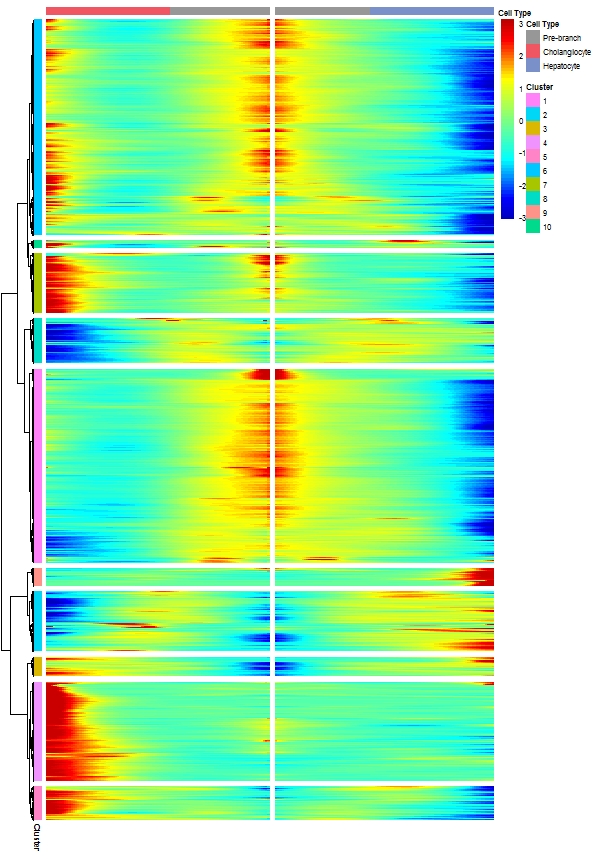 Cell Type
3
2
1
0
-1
-2
-3
Cell Type
Pre-branch
Cholangiocyte
Hepatocyte
Cluster
1
2
3
4
5
6
7
8
9
10
Cluster